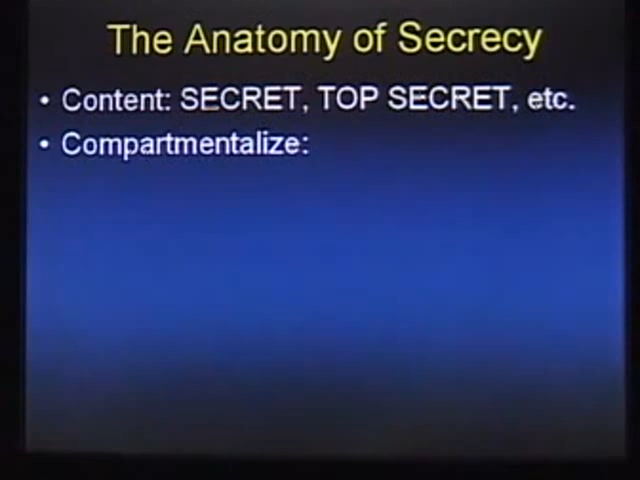 The Anatomy of Secrecy
• Content: SECRET, TOP SECRET, etc.
• Compartmentalize: